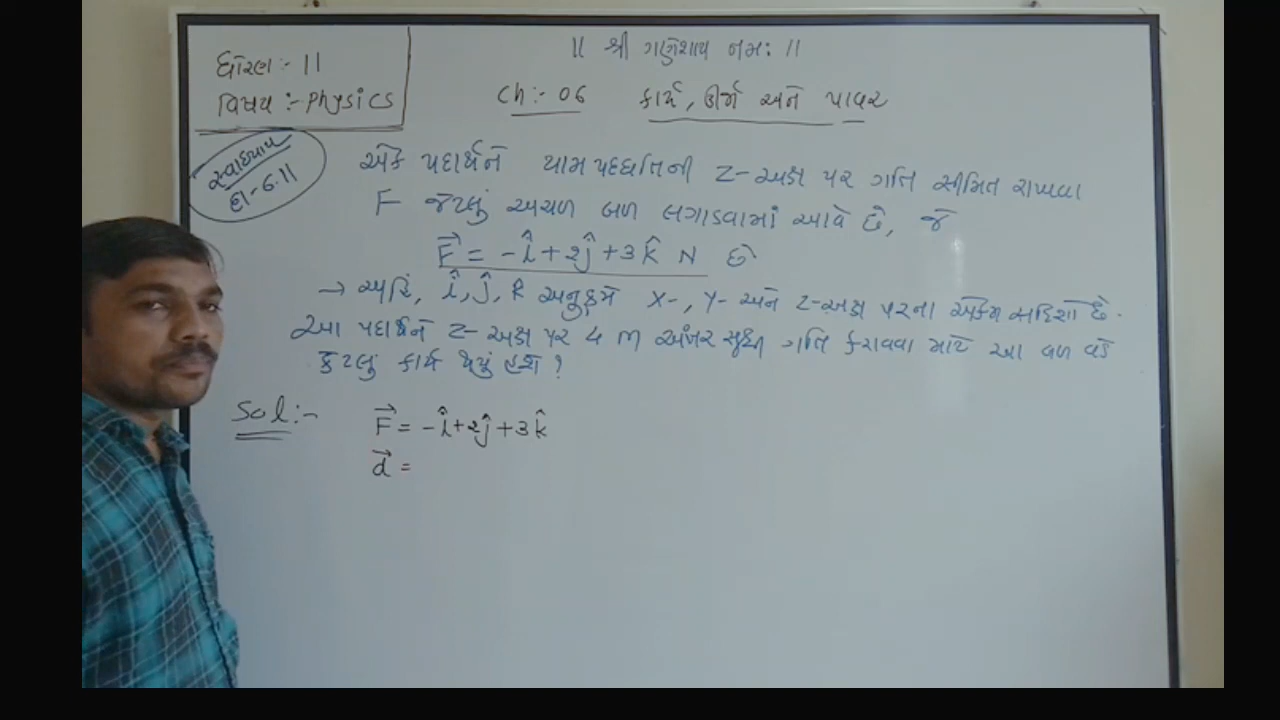 ॥ શ્રી ગણેશાય નમઃ ॥
ધોરણ :- 11
વિષય :- Physics
Ch :- 06 કાર્ય, ઊર્જા અને પાવર
સ્વાધ્યાય
દા-6.11
એક પદાર્થને યામ પદ્ધતિની Z-અક્ષ પર ગતિ સીમિત રાખવા
F જેટલું અચળ બળ લગાડવામાં આવે છે, જે
F⃗ = -î + 2ĵ + 3k̂ N છે
→ અહિં, î, ĵ, k̂ અનુક્રમે X-, Y- અને Z-અક્ષ પરના એકમ સદિશો છે.
આ પદાર્થને Z-અક્ષ પર 4 m અંતર સુધી ગતિ કરાવવા માટે આ બળ વડે
કેટલું કાર્ય થયું હશે ?
Sol :-
F⃗ = -î + 2ĵ + 3k̂
d⃗ =